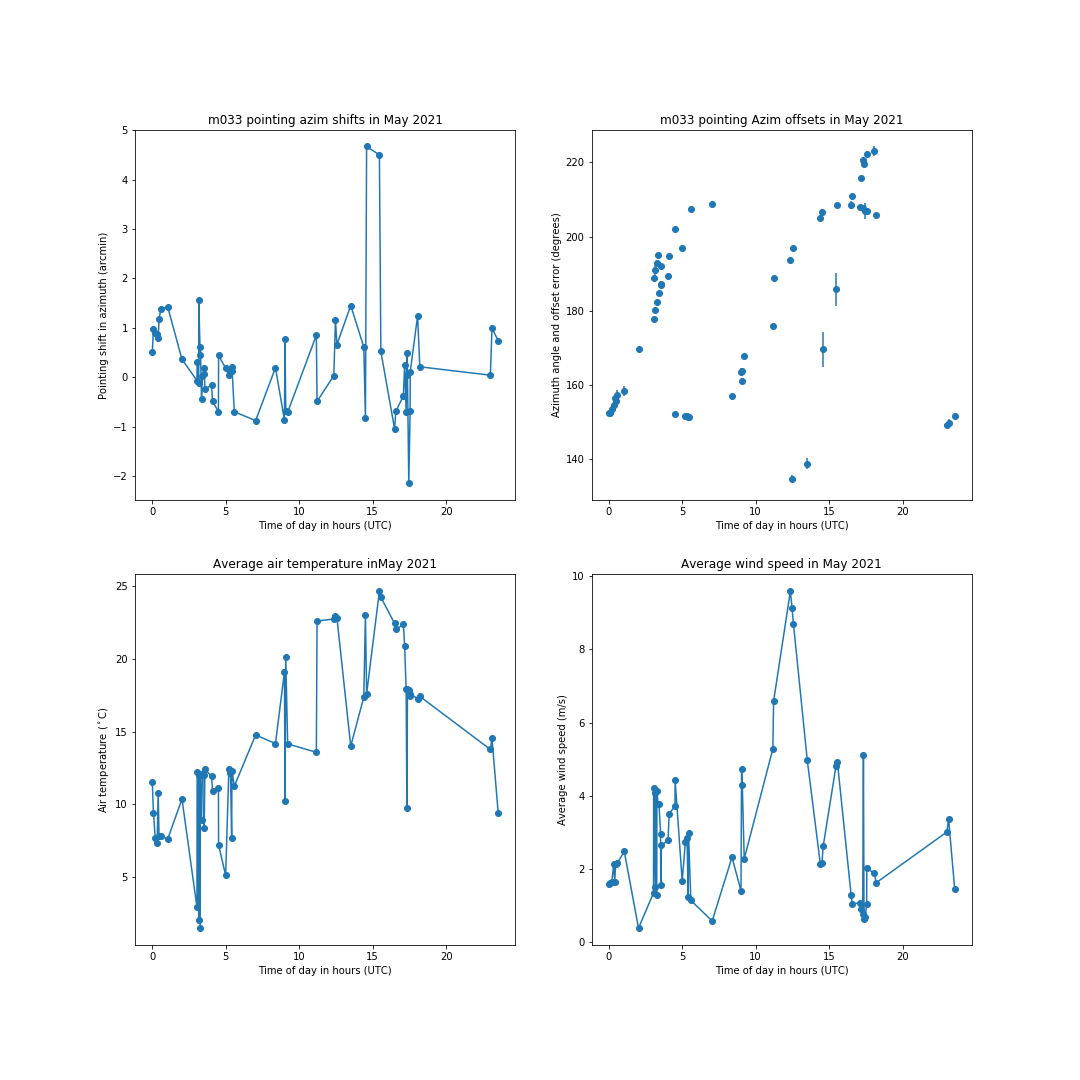 m033 pointing azim shifts in May 2021
Pointing shift in azimuth (arcmin)
5
4
3
2
1
0
−1
−2
0 5 10 15 20
Time of day in hours (UTC)
m033 pointing Azim offsets in May 2021
Azimuth angle and offset error (degrees)
220
200
180
160
140
0 5 10 15 20
Time of day in hours (UTC)
Average air temperature inMay 2021
Air temperature (˚C)
25
20
15
10
5
0 5 10 15 20
Time of day in hours (UTC)
Average wind speed in May 2021
Average wind speed (m/s)
10
8
6
4
2
0
0 5 10 15 20
Time of day in hours (UTC)